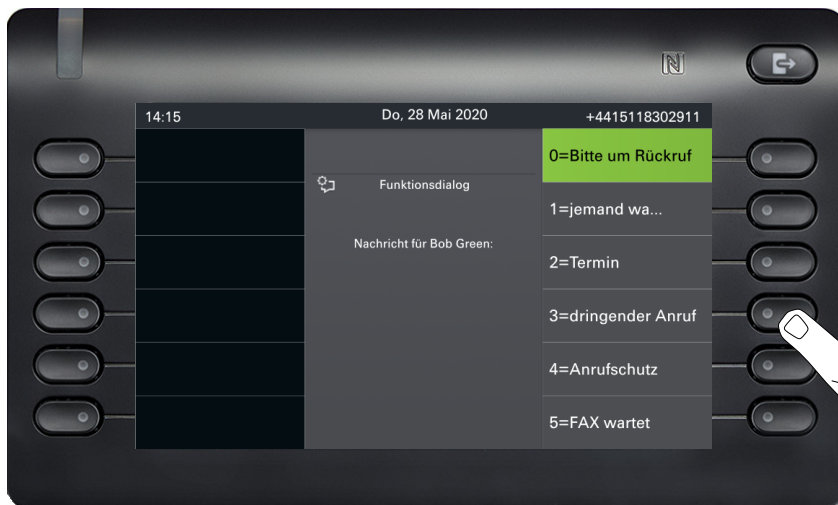 14:15
Do, 28 Mai 2020
+4415118302911
0=Bitte um Rückruf
Funktionsdialog
1=jemand wa...
Nachricht für Bob Green:
2=Termin
3=dringender Anruf
4=Anrufschutz
5=FAX wartet